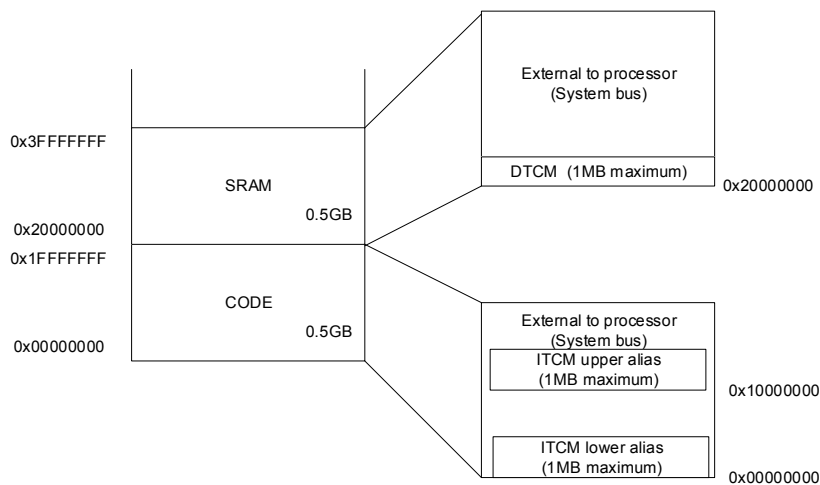 External to processor
(System bus)
DTCM (1MB maximum)
0x20000000
0x3FFFFFFF
SRAM
0.5GB
0x20000000
0x1FFFFFFF
CODE
0.5GB
0x00000000
External to processor
(System bus)
ITCM upper alias
(1MB maximum)
0x10000000
ITCM lower alias
(1MB maximum)
0x00000000